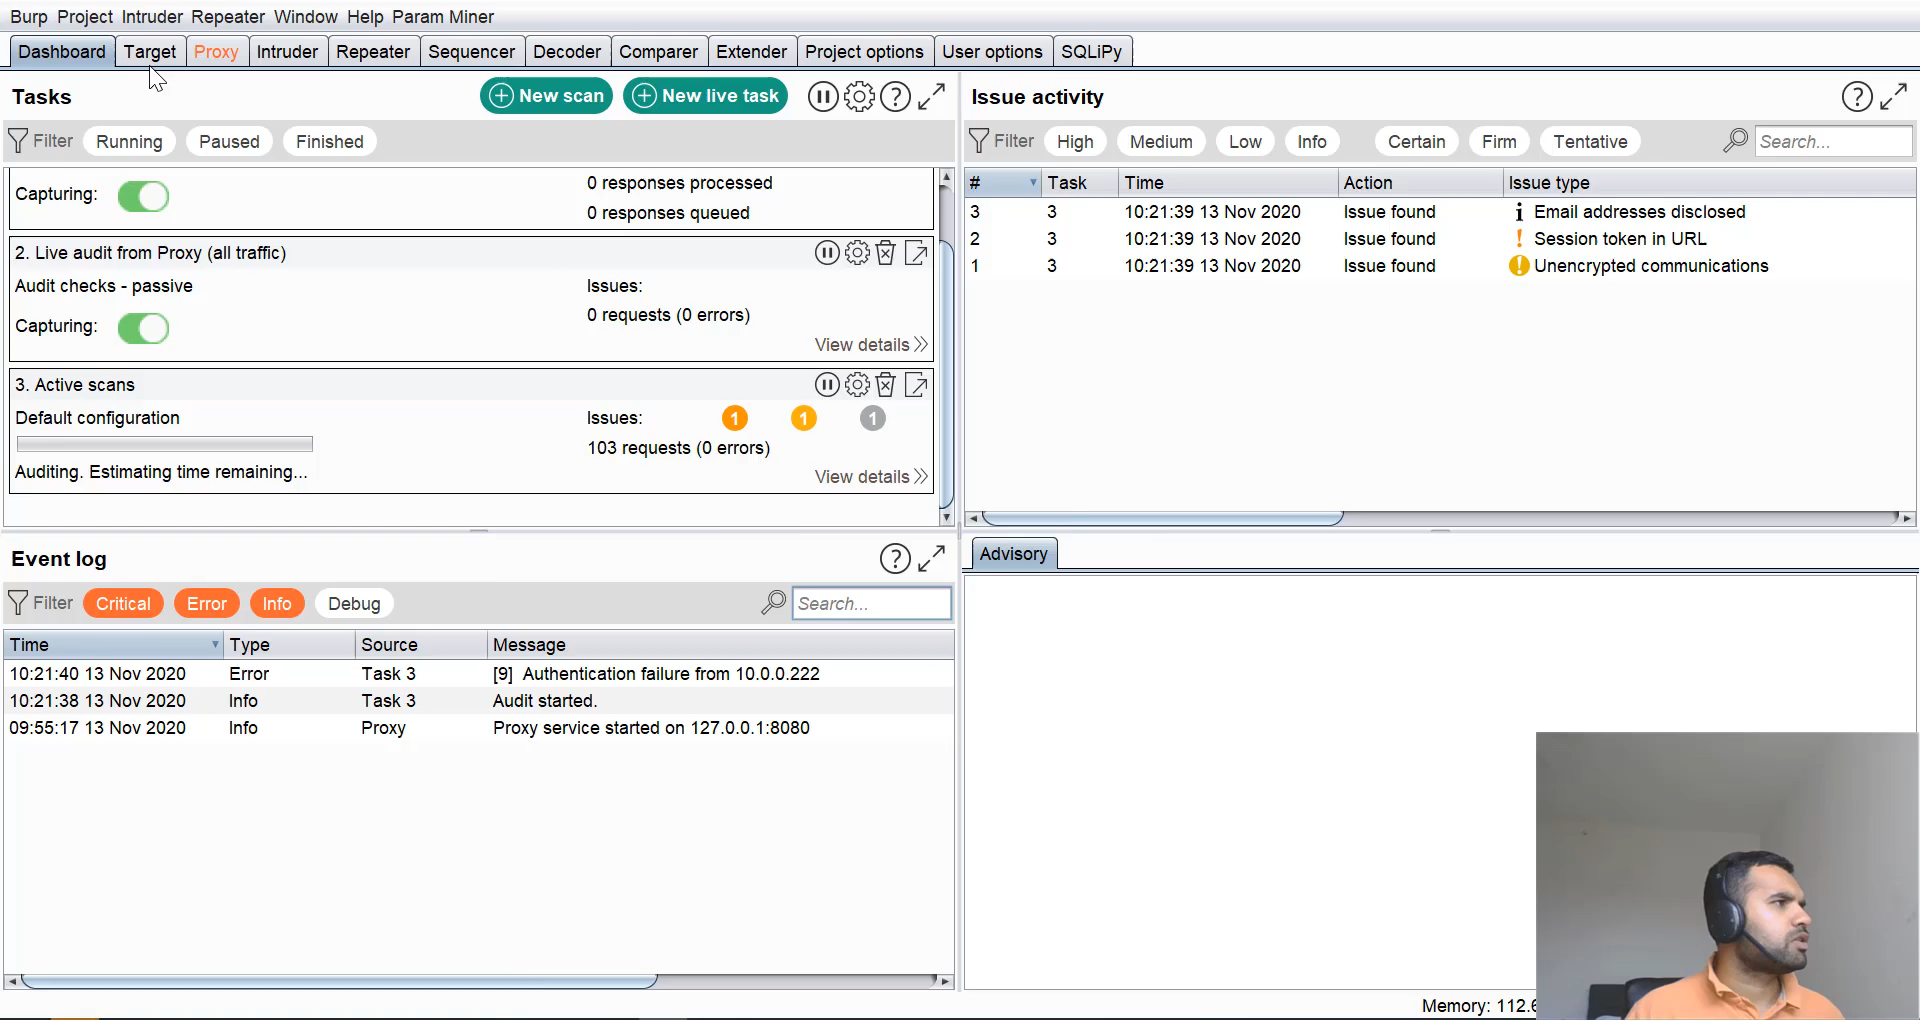 Burp Project Intruder Repeater Window Help Param Miner
Dashboard Target Proxy Intruder Repeater Sequencer Decoder Comparer Extender Project options User options SQLiPy
Tasks
New scan New live task
Filter Running Paused Finished
Capturing:
0 responses processed
0 responses queued
2. Live audit from Proxy (all traffic)
Audit checks - passive
Issues:
Capturing:
0 requests (0 errors)
View details
3. Active scans
Default configuration
Issues: 1 1 1
103 requests (0 errors)
Auditing. Estimating time remaining...
View details
Issue activity
Filter High Medium Low Info Certain Firm Tentative Search...
# Task Time Action Issue type
3 3 10:21:39 13 Nov 2020 Issue found Email addresses disclosed
2 3 10:21:39 13 Nov 2020 Issue found Session token in URL
1 3 10:21:39 13 Nov 2020 Issue found Unencrypted communications
Event log
Filter Critical Error Info Debug Search...
Time Type Source Message
10:21:40 13 Nov 2020 Error Task 3 [9] Authentication failure from 10.0.0.222
10:21:38 13 Nov 2020 Info Task 3 Audit started.
09:55:17 13 Nov 2020 Info Proxy Proxy service started on 127.0.0.1:8080
Advisory
Memory: 112.6